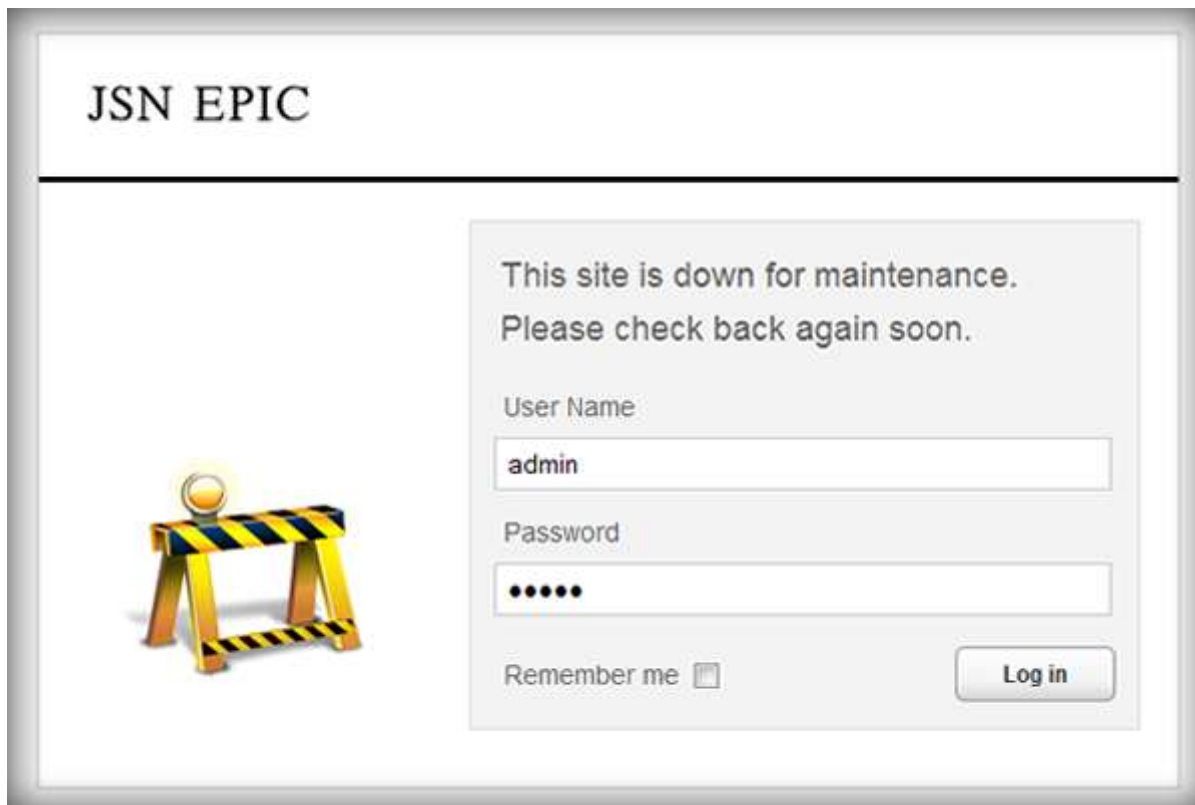 JSN EPIC
This site is down for maintenance.
Please check back again soon.
User Name
admin
Password
•••••
Remember me
Log in